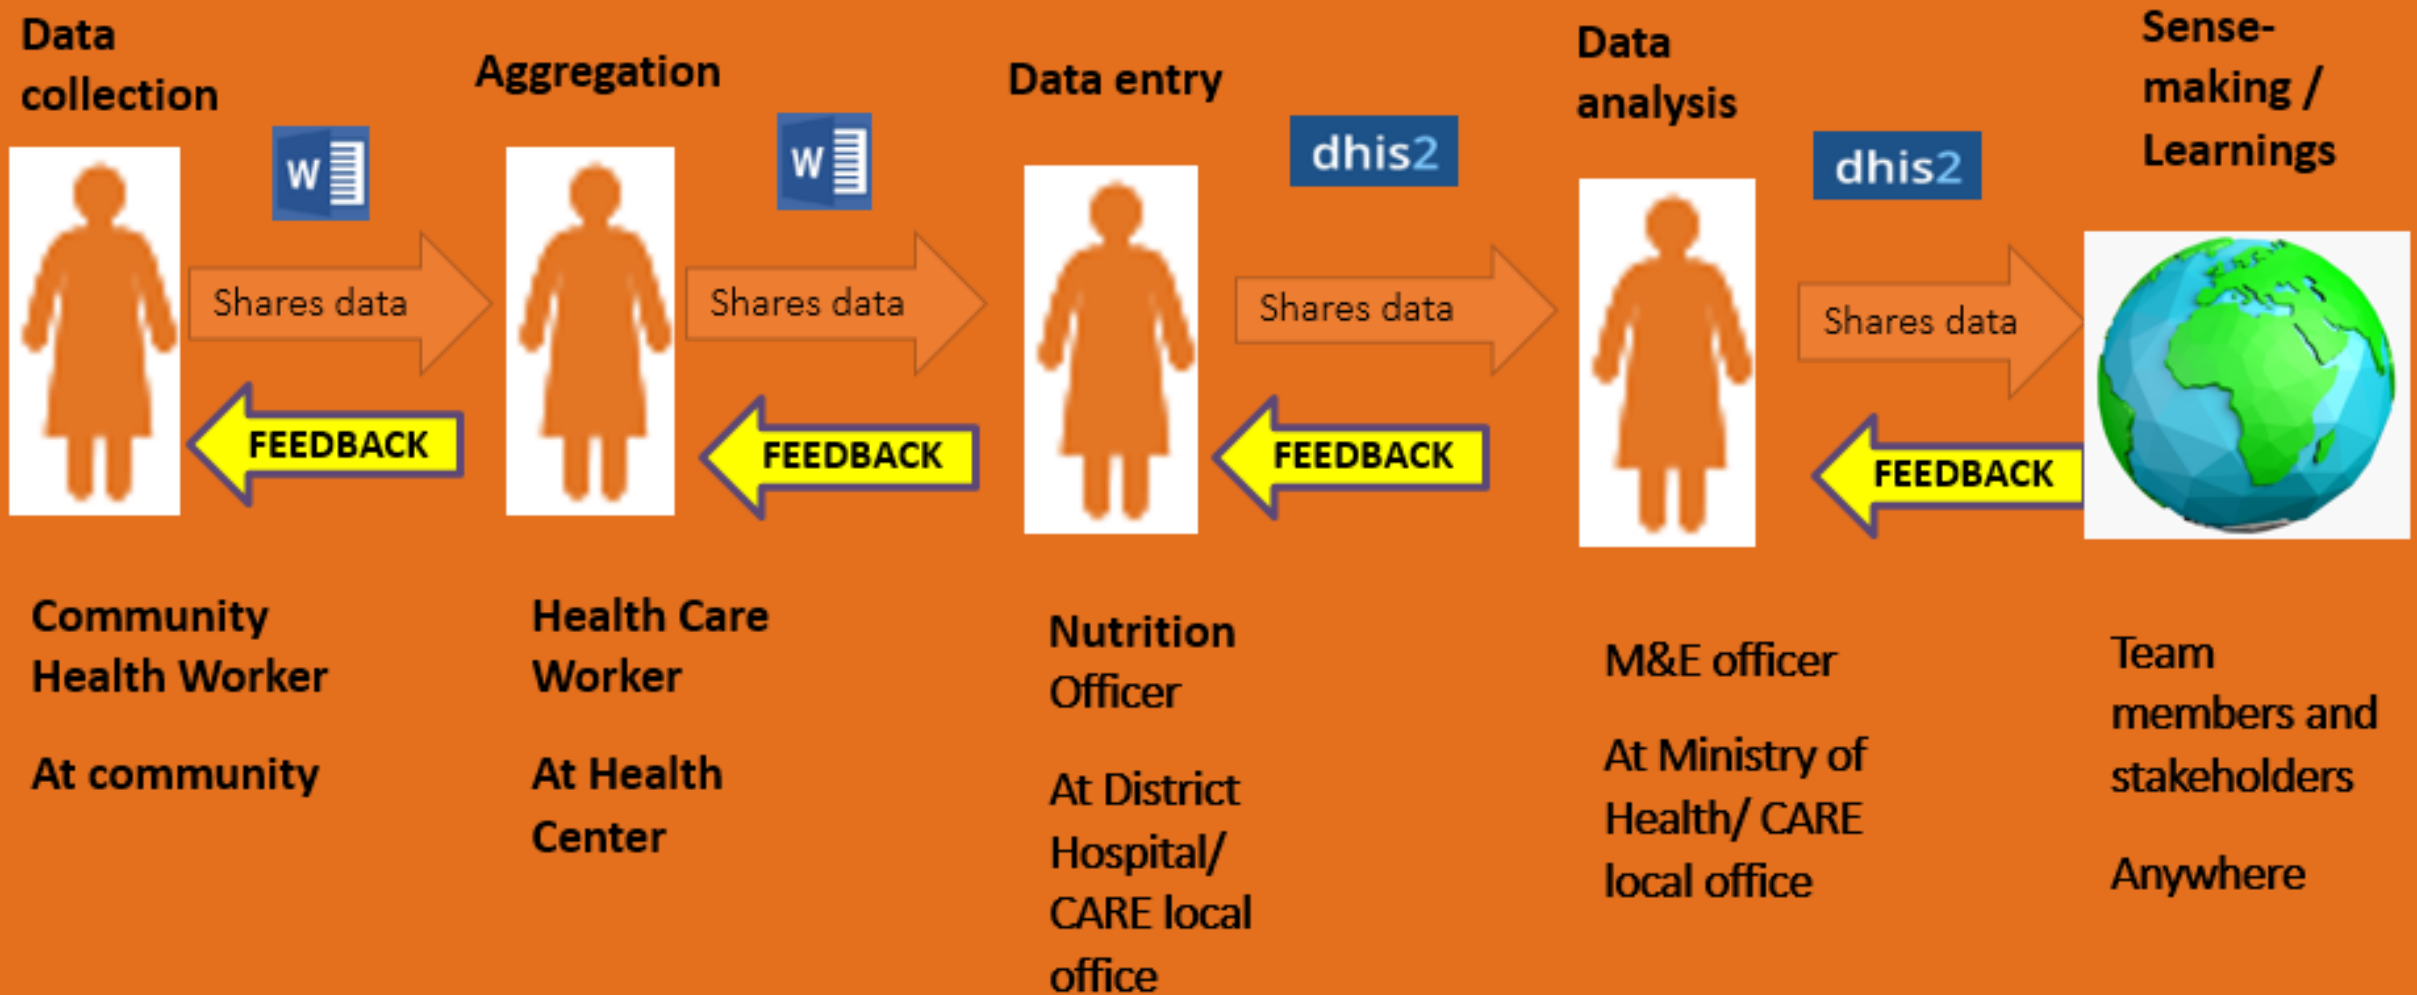 Data
collection
Aggregation
Data entry
Data
analysis
Sense-
making /
Learnings
W
W
dhis2
dhis2
Shares data
Shares data
Shares data
Shares data
FEEDBACK
FEEDBACK
FEEDBACK
FEEDBACK
Community
Health Worker
At community
Health Care
Worker
At Health
Center
Nutrition
Officer
At District
Hospital/
CARE local
office
M&E officer
At Ministry of
Health/ CARE
local office
Team
members and
stakeholders
Anywhere